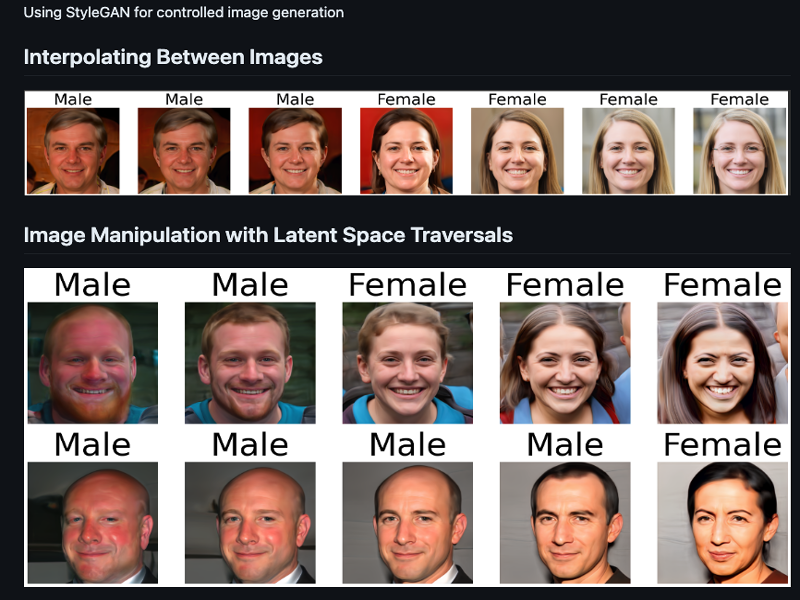 Using StyleGAN for controlled image generation
Interpolating Between Images
Male Male Male Female Female Female Female
Image Manipulation with Latent Space Traversals
Male Male Female Female Female
Male Male Male Male Female